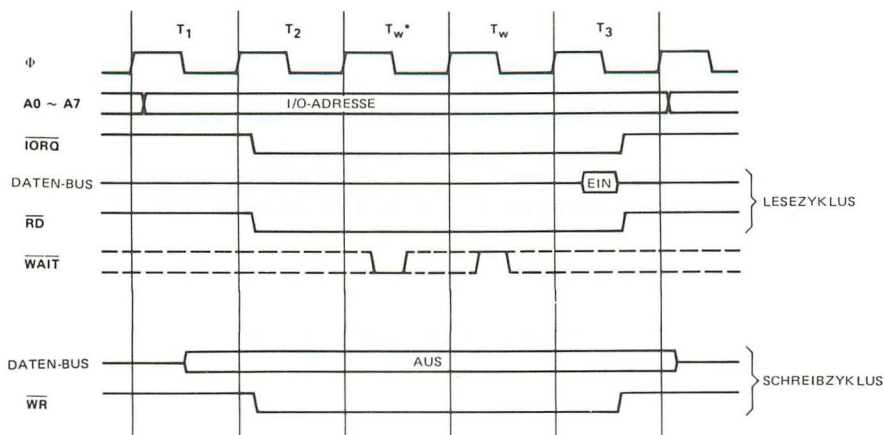 T1 T2 Tw* Tw T3
Φ
A0 ~ A7 I/O-ADRESSE
IORQ
DATEN-BUS EIN
LESEZYKLUS
RD
WAIT
DATEN-BUS AUS
SCHREIBZYKLUS
WR